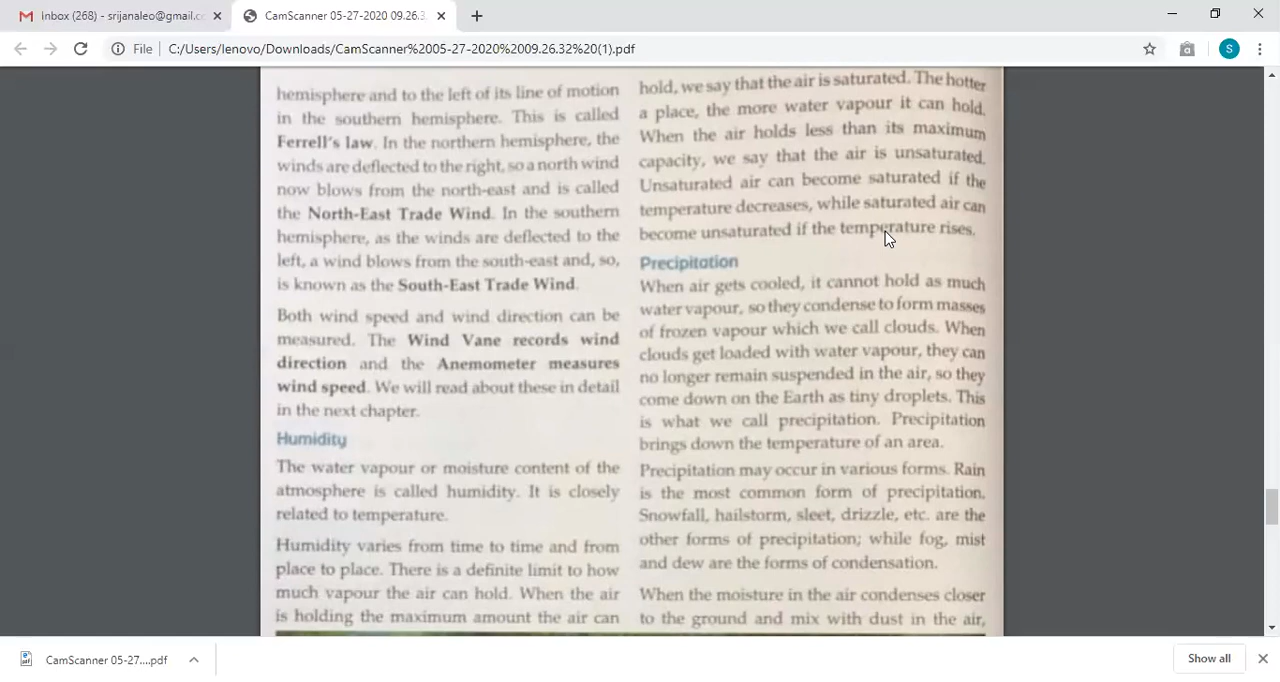 Inbox (268) - srijanaleo@gmail.cc
CamScanner 05-27-2020 09.26.3
File
C:/Users/lenovo/Downloads/CamScanner%2005-27-2020%2009.26.32%20(1).pdf
S
hemisphere and to the left of its line of motion
in the southern hemisphere. This is called
Ferrell's law. In the northern hemisphere, the
winds are deflected to the right, so a north wind
now blows from the north-east and is called
the North-East Trade Wind. In the southern
hemisphere, as the winds are deflected to the
left, a wind blows from the south-east and, so,
is known as the South-East Trade Wind.
Both wind speed and wind direction can be
measured. The Wind Vane records wind
direction and the Anemometer measures
wind speed. We will read about these in detail
in the next chapter.
Humidity
The water vapour or moisture content of the
atmosphere is called humidity. It is closely
related to temperature.
Humidity varies from time to time and from
place to place. There is a definite limit to how
much vapour the air can hold. When the air
is holding the maximum amount the air can
hold, we say that the air is saturated. The hotter
a place, the more water vapour it can hold.
When the air holds less than its maximum
capacity, we say that the air is unsaturated.
Unsaturated air can become saturated if the
temperature decreases, while saturated air can
become unsaturated if the temperature rises.
Precipitation
When air gets cooled, it cannot hold as much
water vapour, so they condense to form masses
of frozen vapour which we call clouds. When
clouds get loaded with water vapour, they can
no longer remain suspended in the air, so they
come down on the Earth as tiny droplets. This
is what we call precipitation. Precipitation
brings down the temperature of an area.
Precipitation may occur in various forms. Rain
is the most common form of precipitation.
Snowfall, hailstorm, sleet, drizzle, etc. are the
other forms of precipitation; while fog, mist
and dew are the forms of condensation.
When the moisture in the air condenses closer
to the ground and mix with dust in the air,
CamScanner 05-27....pdf
Show all